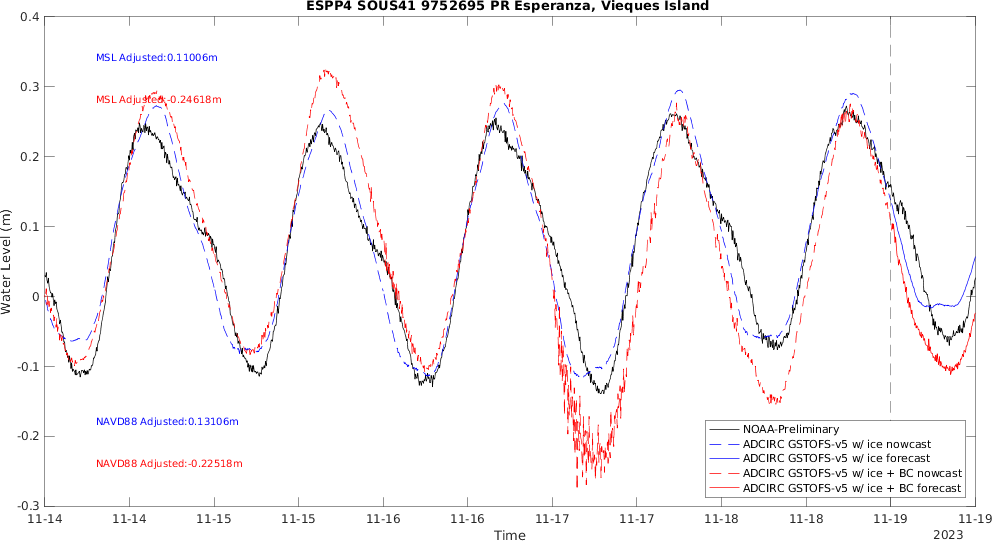 ESPP4 SOUS41 9752695 PR Esperanza, Vieques Island
0.4
0.3
0.2
0.1
0
-0.1
-0.2
-0.3
Water Level (m)
MSL Adjusted:0.11006m
MSL Adjusted:-0.24618m
NAVD88 Adjusted:0.13106m
NAVD88 Adjusted:-0.22518m
NOAA-Preliminary
ADCIRC GSTOFS-v5 w/ ice nowcast
ADCIRC GSTOFS-v5 w/ ice forecast
ADCIRC GSTOFS-v5 w/ ice + BC nowcast
ADCIRC GSTOFS-v5 w/ ice + BC forecast
11-14 11-14 11-15 11-15 11-16 11-16 11-17 11-17 11-18 11-18 11-19 11-19
Time
2023